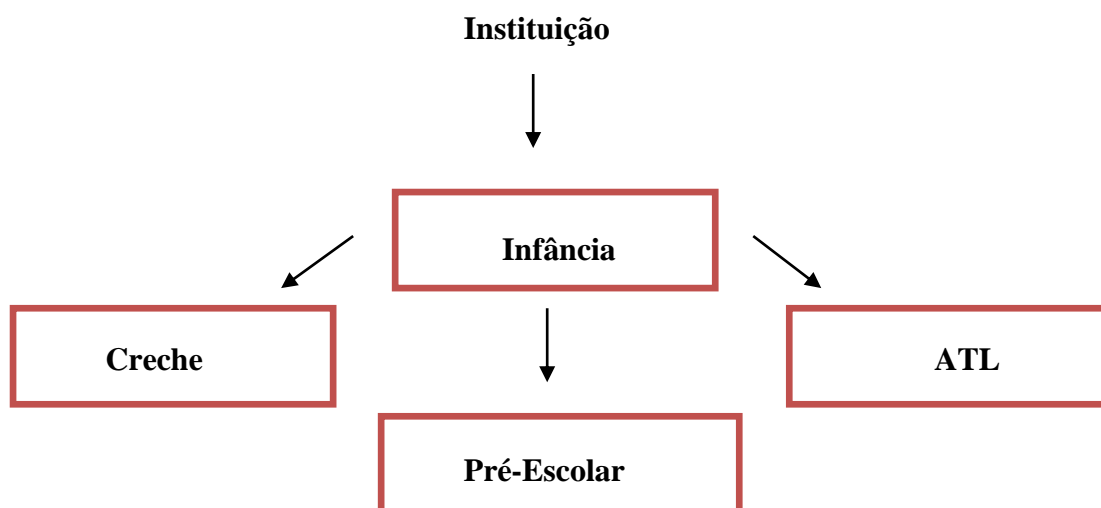 Instituição
Infância
Creche
ATL
Pré-Escolar